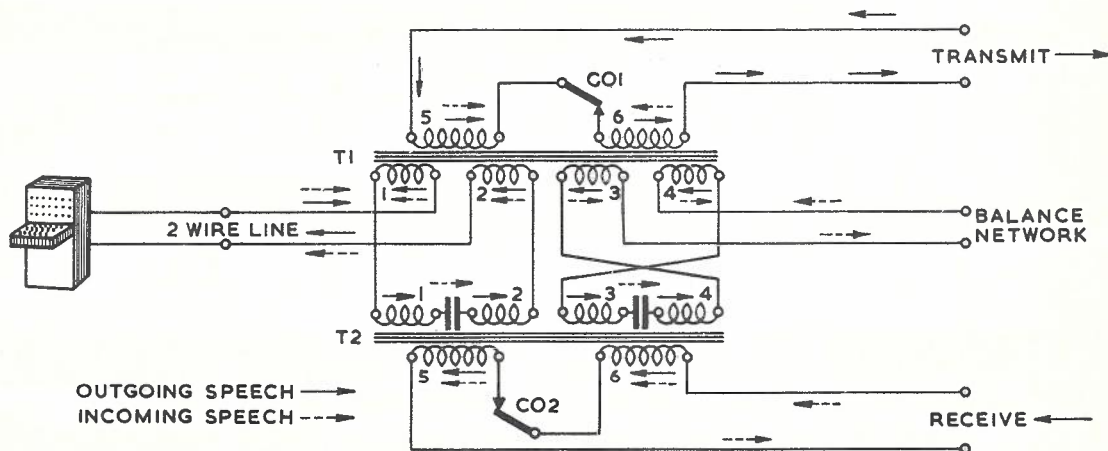 TRANSMIT
CO1
5
6
T1
1
2
3
4
2 WIRE LINE
BALANCE
NETWORK
1
2
3
4
T2
5
6
OUTGOING SPEECH
INCOMING SPEECH
CO2
RECEIVE